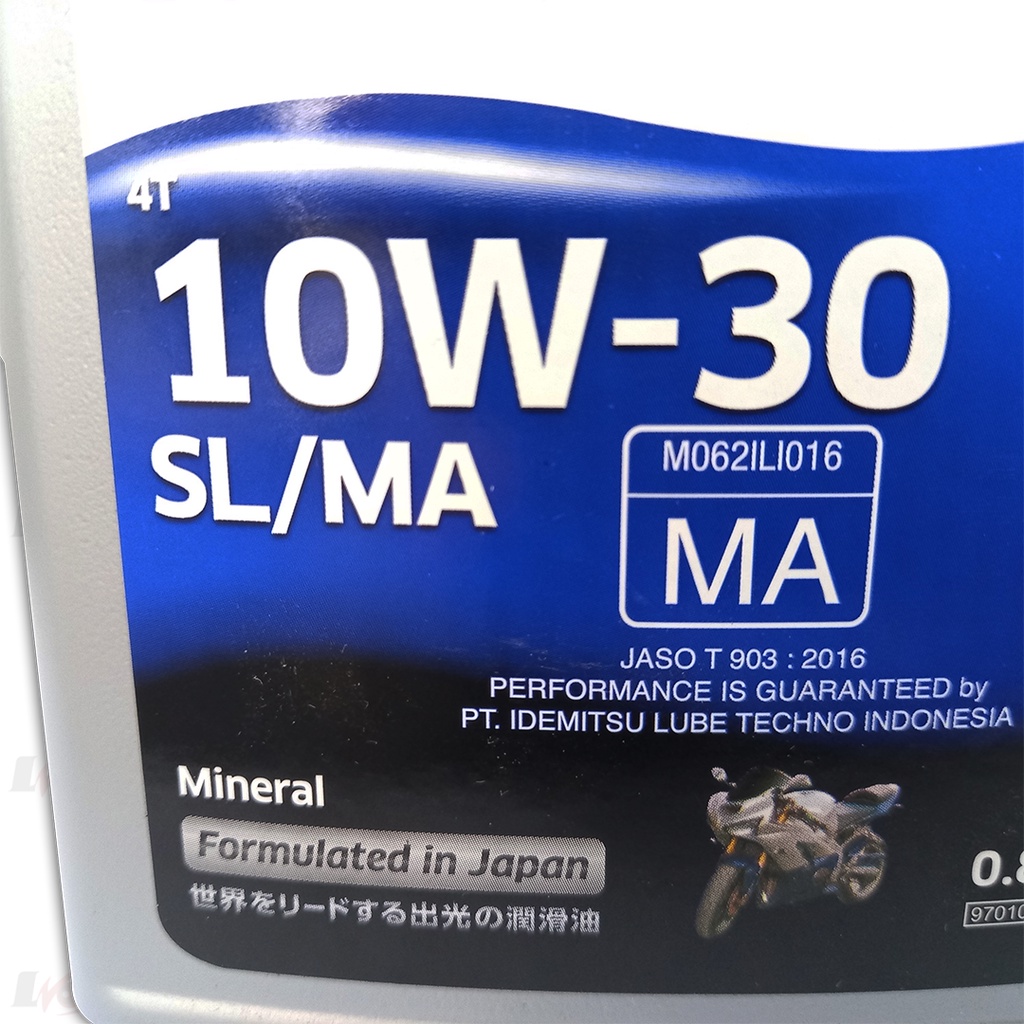 4T
10W-30
SL/MA
M062ILI016
MA
JASO T 903 : 2016
PERFORMANCE IS GUARANTEED by
PT. IDEMITSU LUBE TECHNO INDONESIA
Mineral
Formulated in Japan
世界をリードする出光の潤滑油